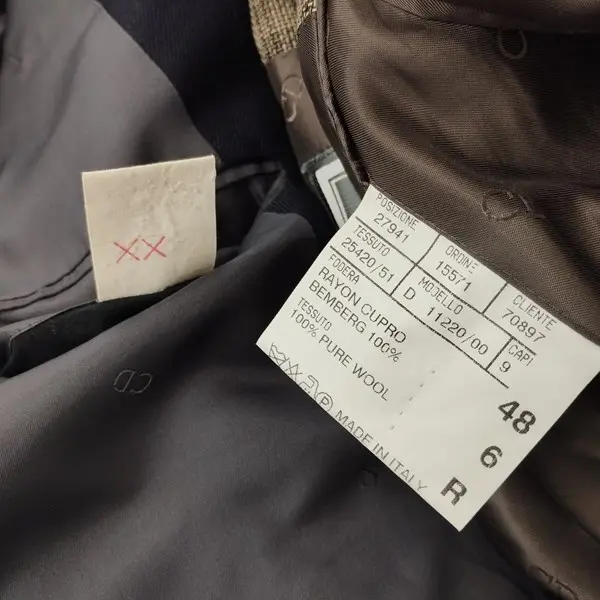 XX
POSIZIONE ORDINE CLIENTE
27941 15571 70897
TESSUTO MODELLO CAPI
25420/51 D 11220/00 9
FODERA
RAYON CUPRO
BEMBERG 100%
TESSUTO
100% PURE WOOL
48
6
R
P MADE IN ITALY
CD